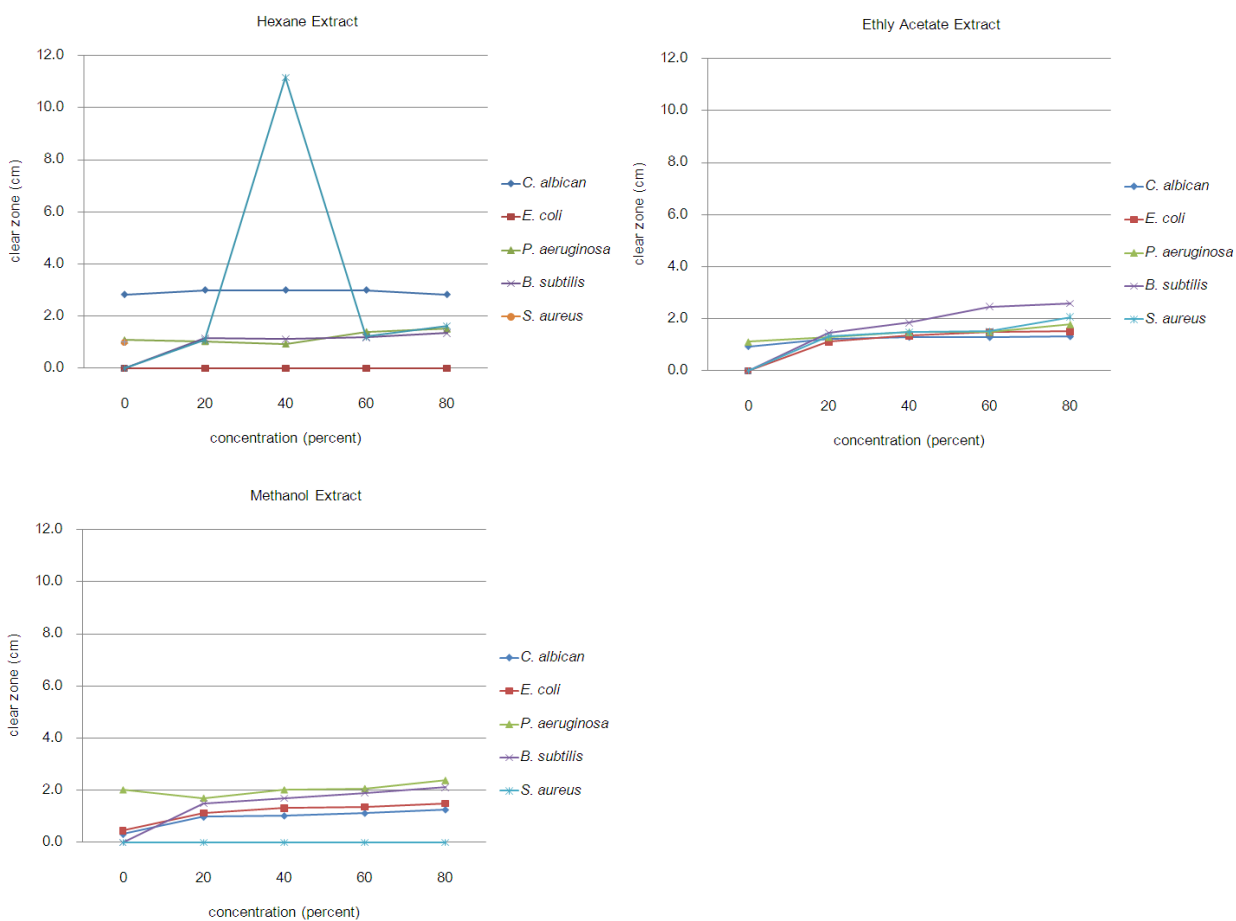 Hexane Extract
12.0
10.0
8.0
6.0
4.0
2.0
0.0
clear zone (cm)
0 20 40 60 80
concentration (percent)
C. albican
E. coli
P. aeruginosa
B. subtilis
S. aureus
Ethly Acetate Extract
12.0
10.0
8.0
6.0
4.0
2.0
0.0
clear zone (cm)
0 20 40 60 80
concentration (percent)
C. albican
E. coli
P. aeruginosa
B. subtilis
S. aureus
Methanol Extract
12.0
10.0
8.0
6.0
4.0
2.0
0.0
clear zone (cm)
0 20 40 60 80
concentration (percent)
C. albican
E. coli
P. aeruginosa
B. subtilis
S. aureus